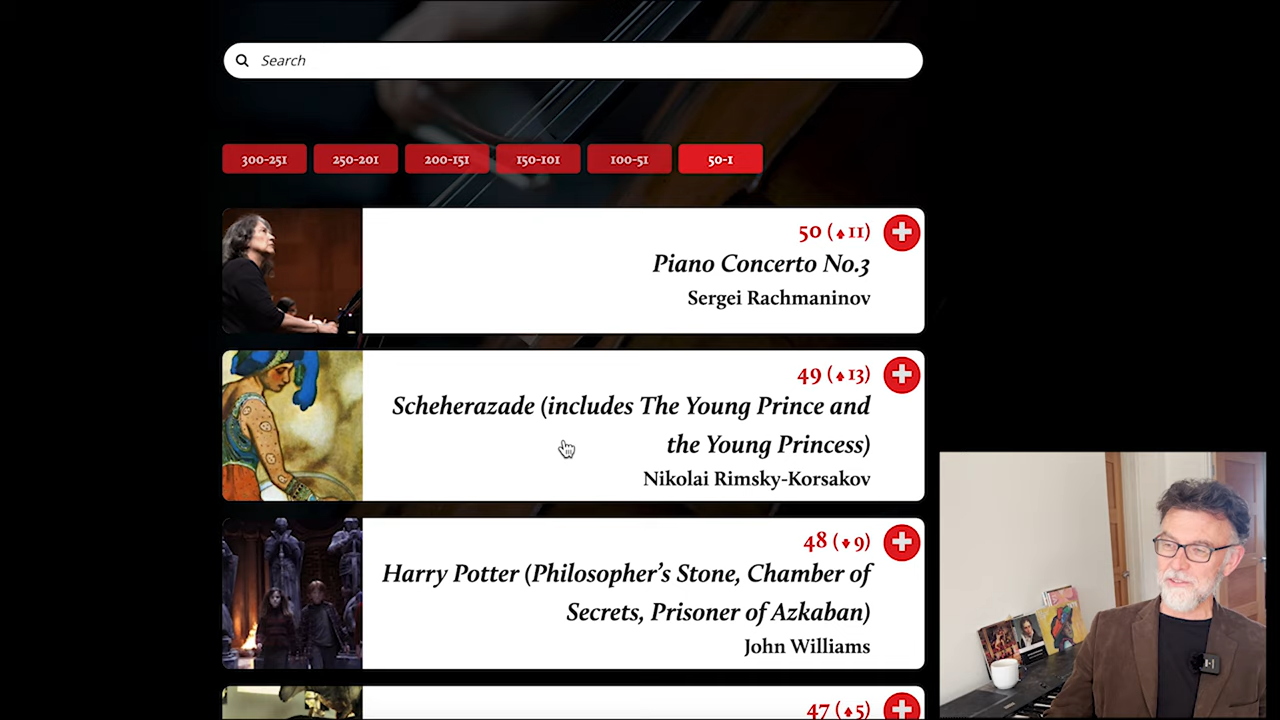 Search
300-251
250-201
200-151
150-101
100-51
50-1
50 (▲11)
Piano Concerto No.3
Sergei Rachmaninov
49 (▲13)
Scheherazade (includes The Young Prince and
the Young Princess)
Nikolai Rimsky-Korsakov
48 (▼9)
Harry Potter (Philosopher’s Stone, Chamber of
Secrets, Prisoner of Azkaban)
John Williams
47 (▲5)